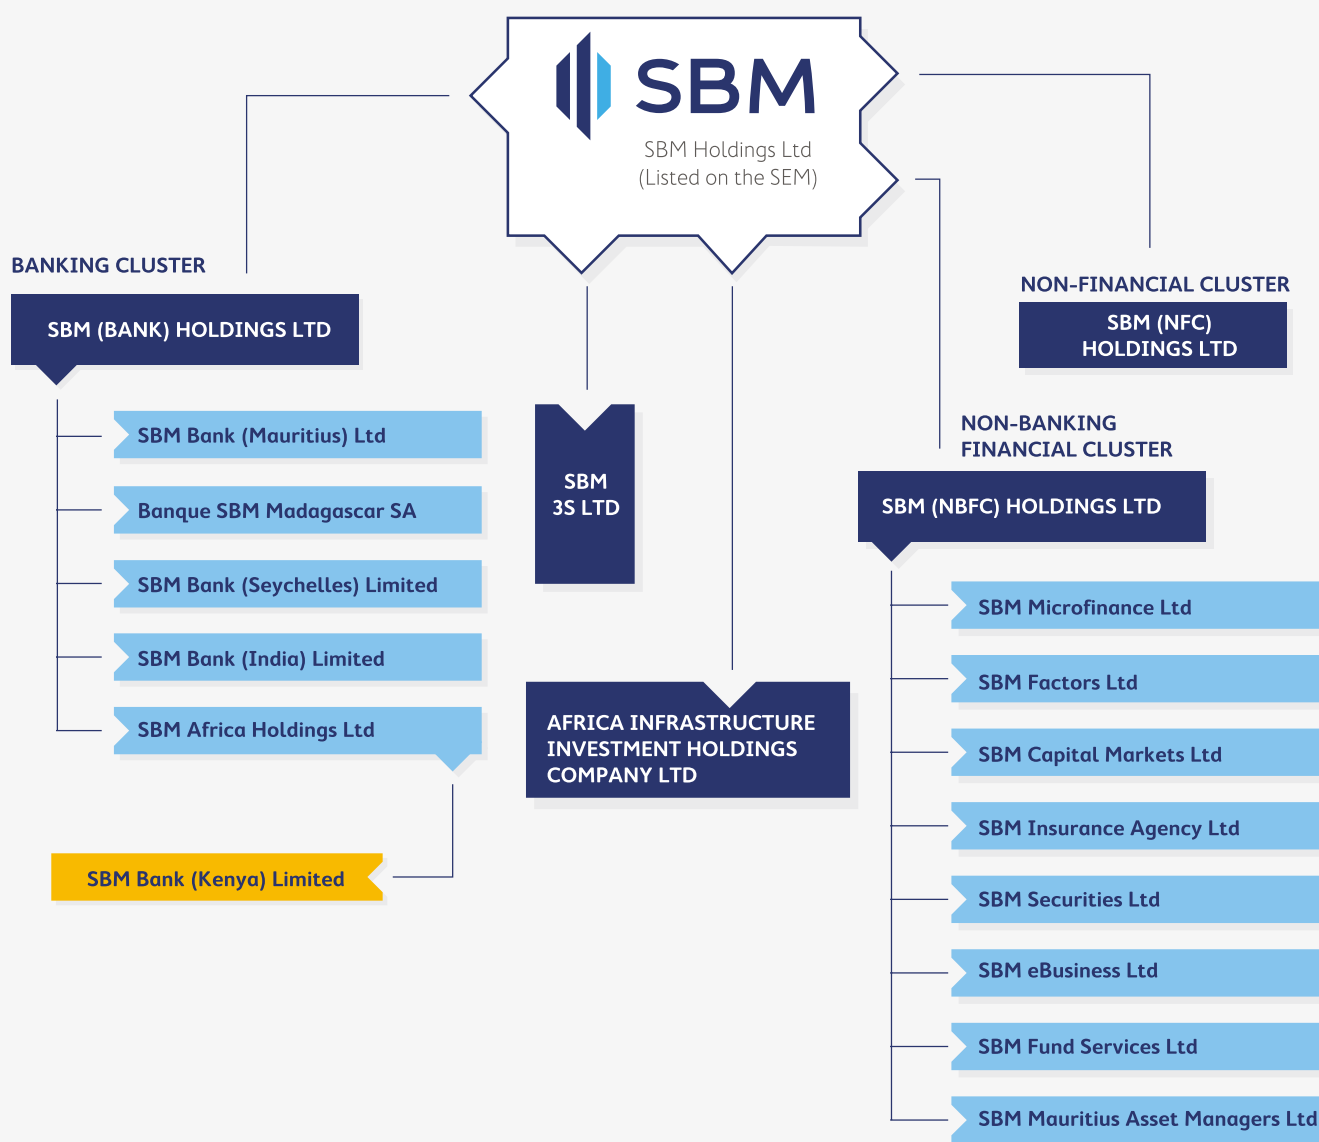 SBM
SBM Holdings Ltd
(Listed on the SEM)
BANKING CLUSTER
SBM (BANK) HOLDINGS LTD
SBM Bank (Mauritius) Ltd
Banque SBM Madagascar SA
SBM Bank (Seychelles) Limited
SBM Bank (India) Limited
SBM Africa Holdings Ltd
SBM Bank (Kenya) Limited
SBM
3S LTD
AFRICA INFRASTRUCTURE
INVESTMENT HOLDINGS
COMPANY LTD
NON-FINANCIAL CLUSTER
SBM (NFC)
HOLDINGS LTD
NON-BANKING
FINANCIAL CLUSTER
SBM (NBFC) HOLDINGS LTD
SBM Microfinance Ltd
SBM Factors Ltd
SBM Capital Markets Ltd
SBM Insurance Agency Ltd
SBM Securities Ltd
SBM eBusiness Ltd
SBM Fund Services Ltd
SBM Mauritius Asset Managers Ltd